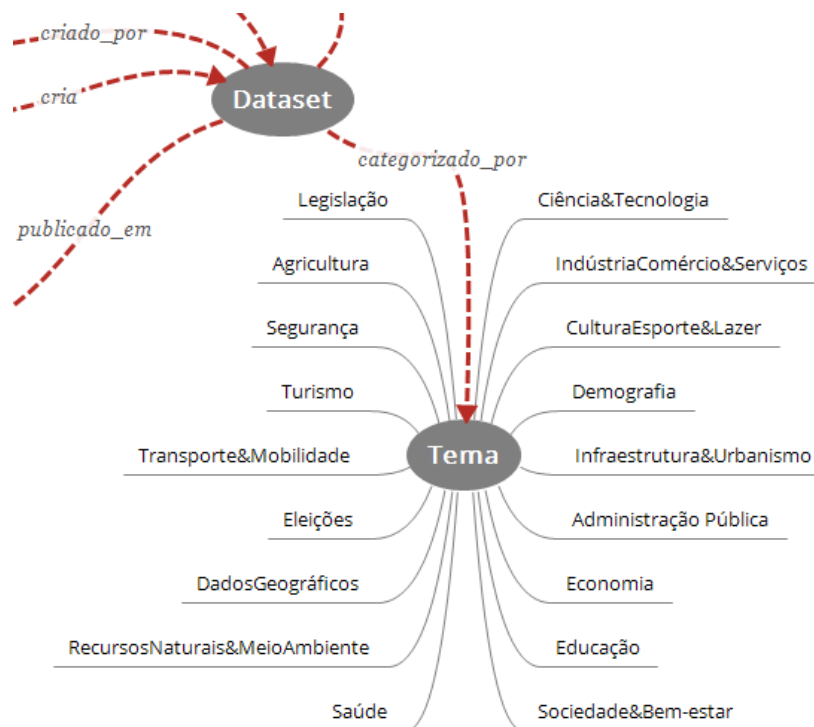 criado_por
Dataset
cria
categorizado_por
publicado_em
Legislação
Ciência&Tecnologia
Agricultura
IndústriaComércio&Serviços
Segurança
CulturaEsporte&Lazer
Turismo
Demografia
Tema
Transporte&Mobilidade
Infraestrutura&Urbanismo
Eleições
Administração Pública
DadosGeográficos
Economia
RecursosNaturais&MeioAmbiente
Educação
Saúde
Sociedade&Bem-estar